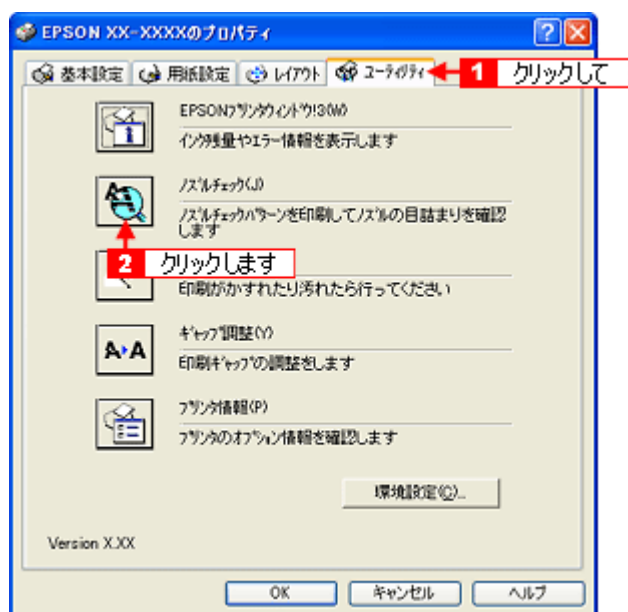 EPSON XX-XXXXのプロパティ
基本設定 用紙設定 レイアウト ユーティリティ
1 クリックして
EPSONプリンタウィンドウ!3(W)
インク残量やエラー情報を表示します
ノズルチェック(J)
ノズルチェックパターンを印刷してノズルの目詰まりを確認
します
2 クリックします
印刷がかすれたり汚れたら行ってください
ギャップ調整(Y)
印刷ギャップの調整をします
プリンタ情報(P)
プリンタのオプション情報を確認します
環境設定(C)...
Version X.XX
OK キャンセル ヘルプ